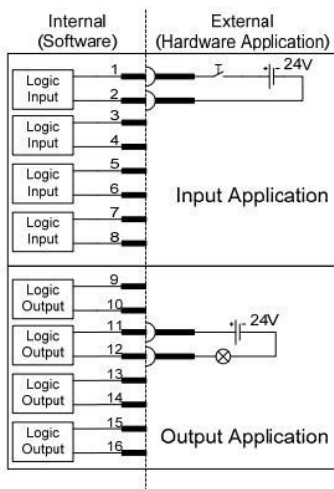 Internal
(Software)
External
(Hardware Application)
Logic
Input
1
2
24V
Logic
Input
3
4
Logic
Input
5
6
Logic
Input
7
8
Input Application
Logic
Output
9
10
Logic
Output
11
12
24V
Logic
Output
13
14
Logic
Output
15
16
Output Application